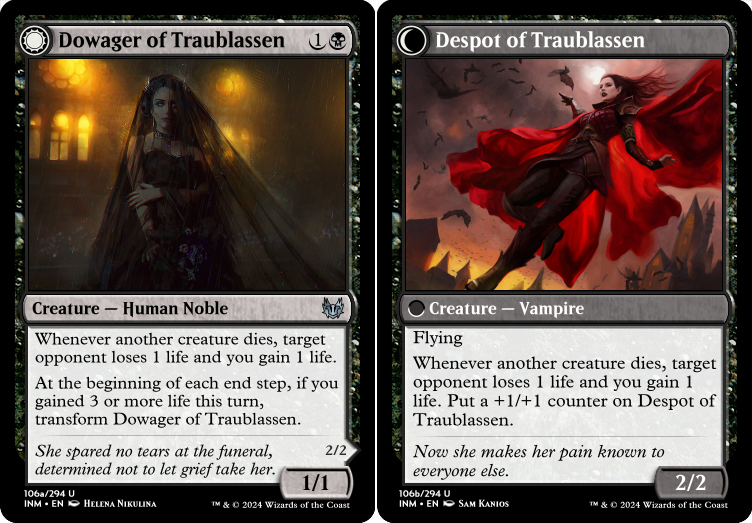 Dowager of Traublassen 1
Creature — Human Noble
Whenever another creature dies, target
opponent loses 1 life and you gain 1 life.
At the beginning of each end step, if you
gained 3 or more life this turn,
transform Dowager of Traublassen.
She spared no tears at the funeral,
determined not to let grief take her.
2/2
1/1
106a/294 U
INM • EN Helena Nikulina
™ & © 2024 Wizards of the Coast
Despot of Traublassen
Creature — Vampire
Flying
Whenever another creature dies, target
opponent loses 1 life and you gain 1
life. Put a +1/+1 counter on Despot of
Traublassen.
Now she makes her pain known to
everyone else.
2/2
106b/294 U
INM • EN Sam Kanios
™ & © 2024 Wizards of the Coast